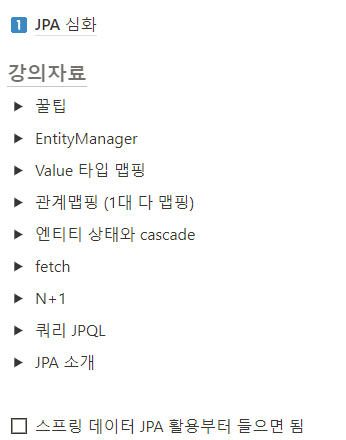 1 JPA 심화
강의자료
꿀팁
EntityManager
Value 타입 맵핑
관계맵핑 (1대 다 맵핑)
엔티티 상태와 cascade
fetch
N+1
쿼리 JPQL
JPA 소개
스프링 데이터 JPA 활용부터 들으면 됨